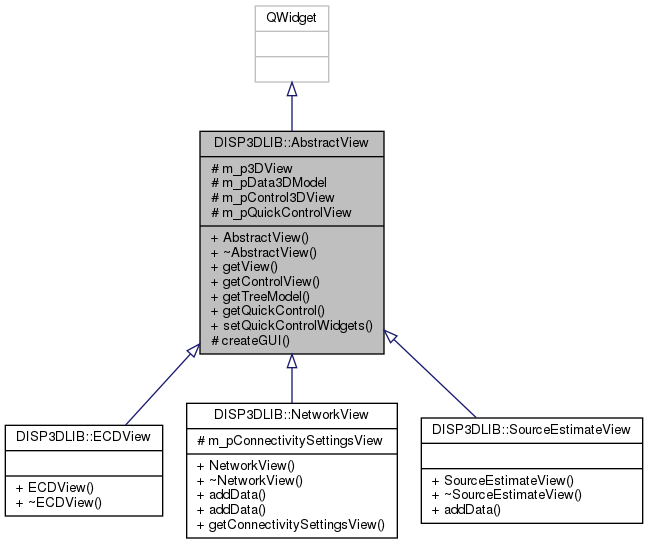 QWidget
DISP3DLIB::AbstractView
# m_p3DView
# m_pData3DModel
# m_pControl3DView
# m_pQuickControlView
+ AbstractView()
+ ~AbstractView()
+ getView()
+ getControlView()
+ getTreeModel()
+ getQuickControl()
+ setQuickControlWidgets()
# createGUI()
DISP3DLIB::ECDView
+ ECDView()
+ ~ECDView()
DISP3DLIB::NetworkView
# m_pConnectivitySettingsView
+ NetworkView()
+ ~NetworkView()
+ addData()
+ addData()
+ getConnectivitySettingsView()
DISP3DLIB::SourceEstimateView
+ SourceEstimateView()
+ ~SourceEstimateView()
+ addData()